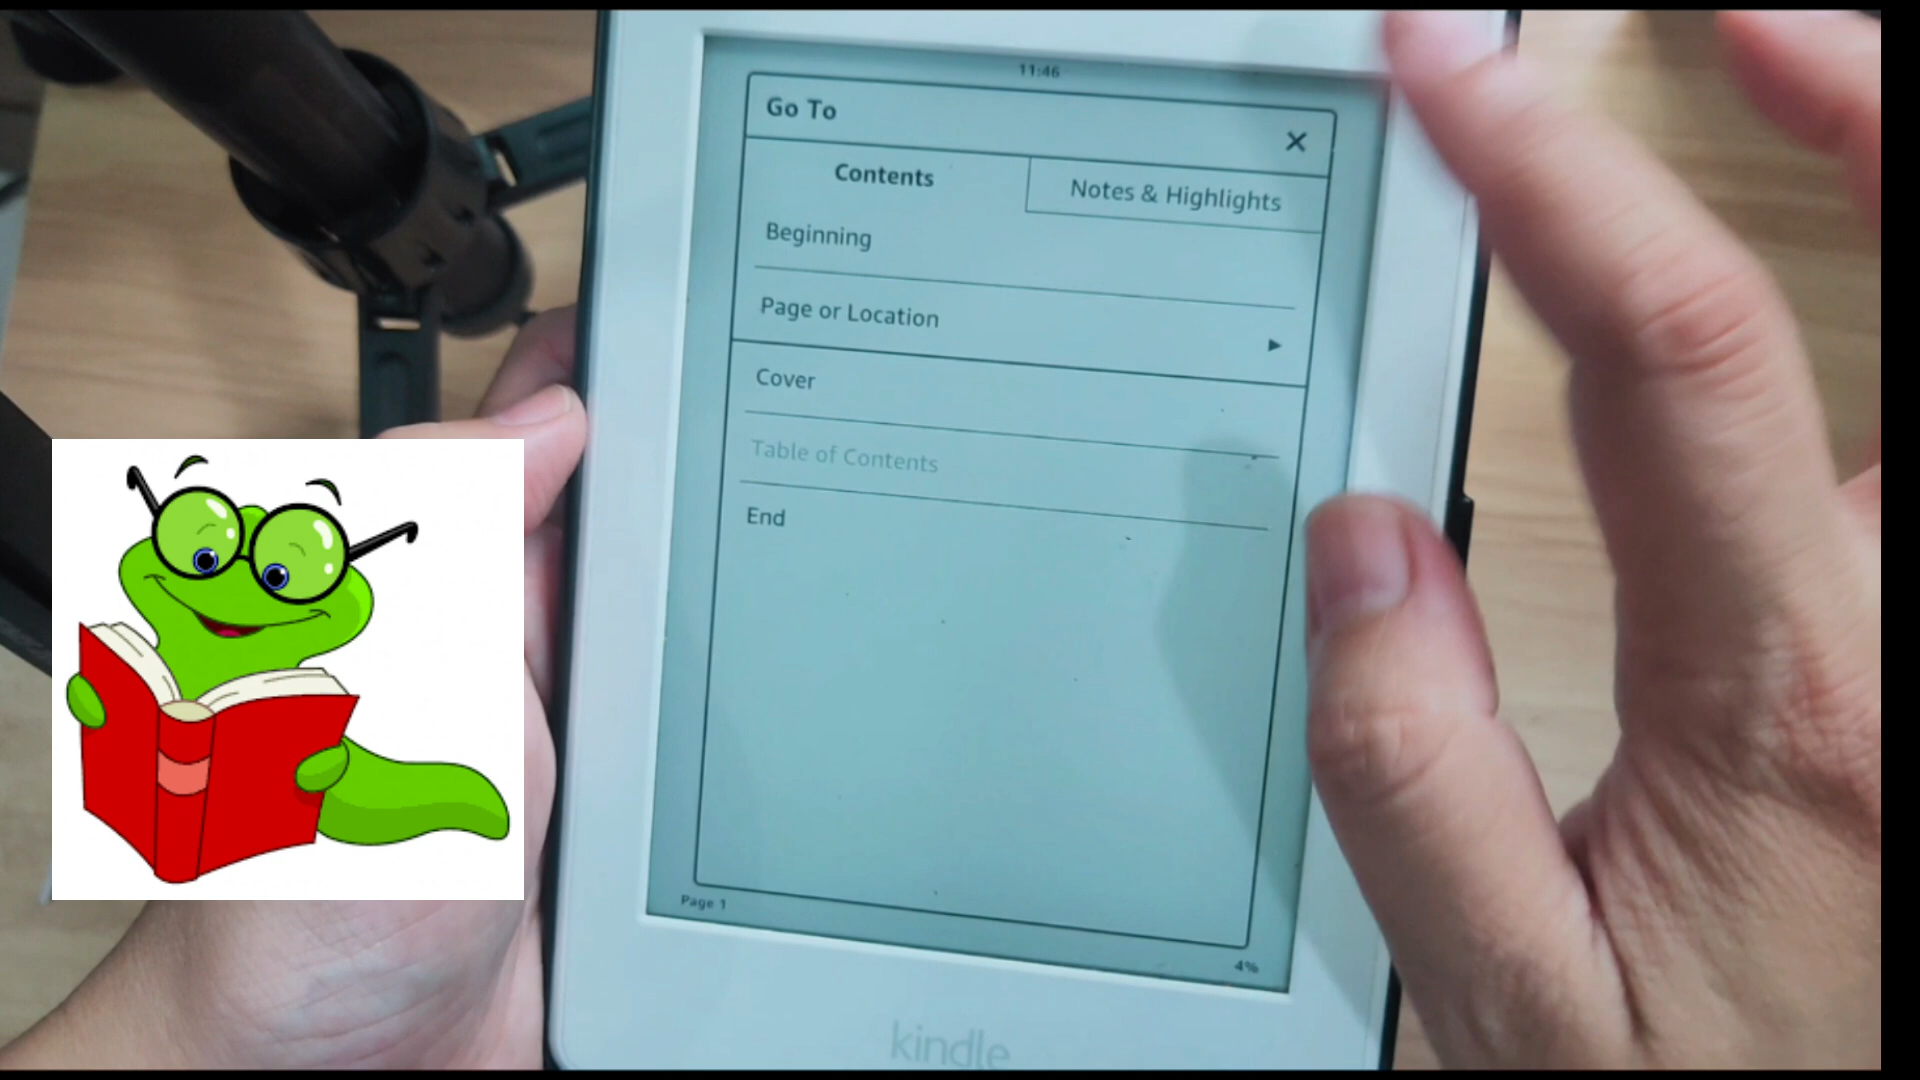 11:46
Go To
Contents
Notes & Highlights
Beginning
Page or Location
Cover
Table of Contents
End
Page 1
4%
kindle